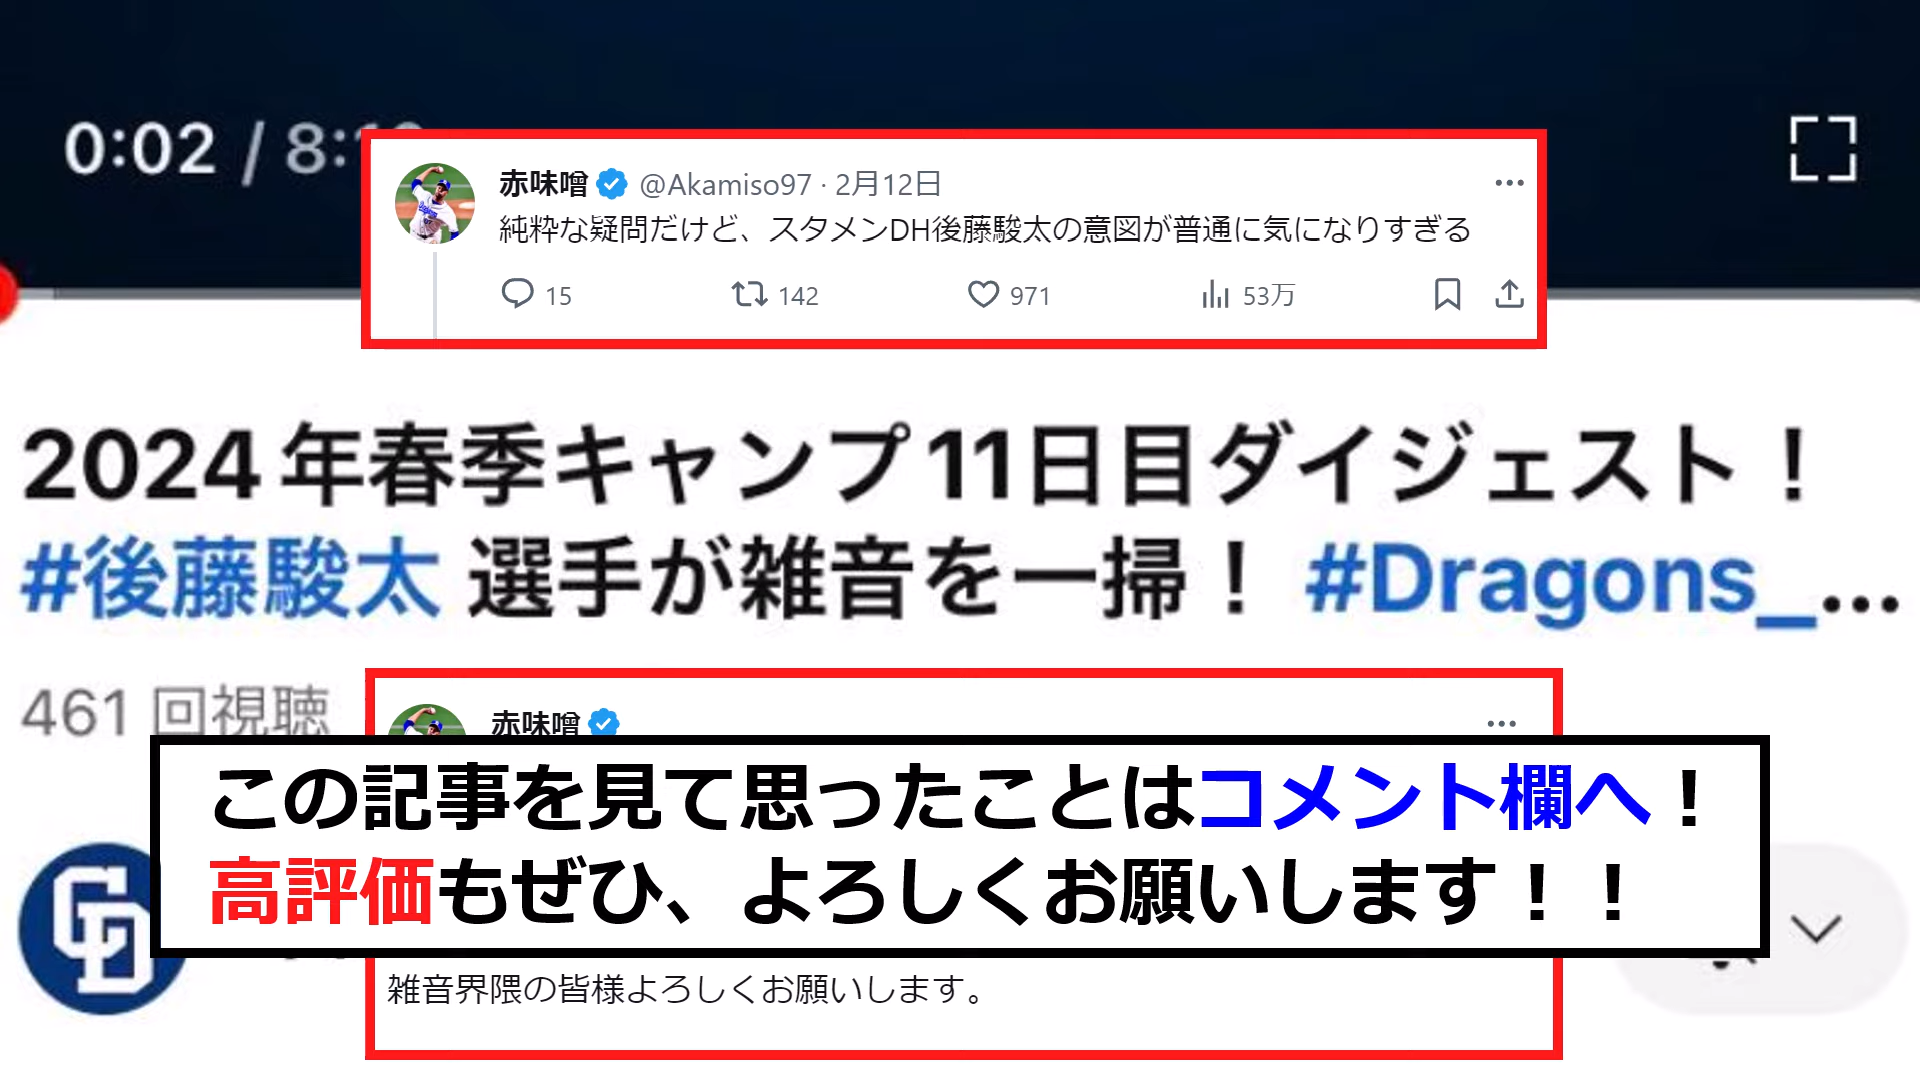 0:02 / 8:
赤味噌 @Akamiso97 · 2月12日
純粋な疑問だけど、スタメンDH後藤駿太の意図が普通に気になりすぎる
15 142 971 53万
2024年春季キャンプ11日目ダイジェスト！
#後藤駿太 選手が雑音を一掃！ #Dragons_...
461 回視聴
赤味噌
この記事を見て思ったことはコメント欄へ！
高評価もぜひ、よろしくお願いします！！
CD
雑音界隈の皆様よろしくお願いします。